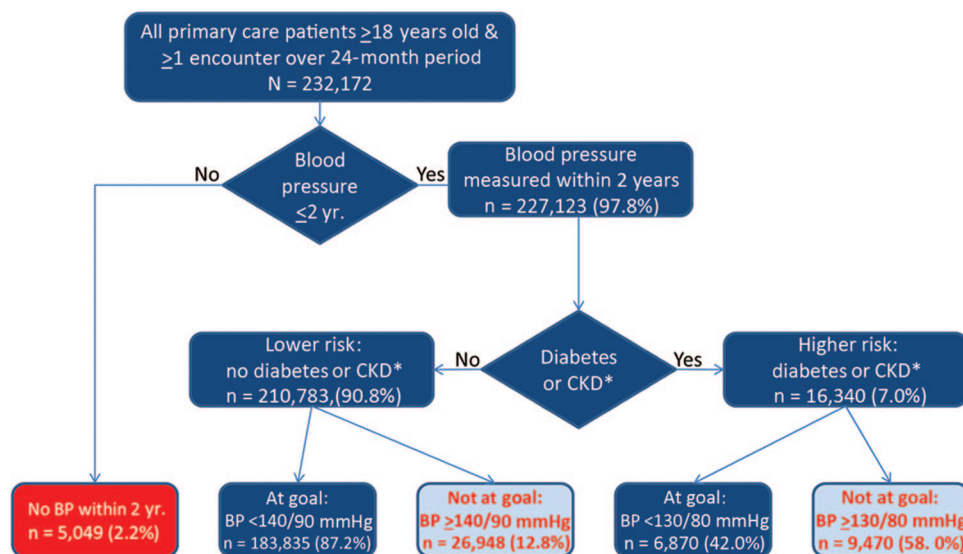 All primary care patients ≥18 years old &
≥1 encounter over 24-month period
N = 232,172
No
Blood
pressure
≤2 yr.
Yes
Blood pressure
measured within 2 years
n = 227,123 (97.8%)
Lower risk:
no diabetes or CKD*
n = 210,783,(90.8%)
No
Diabetes
or CKD*
Yes
Higher risk:
diabetes or CKD*
n = 16,340 (7.0%)
No BP within 2 yr.
n = 5,049 (2.2%)
At goal:
BP <140/90 mmHg
n = 183,835 (87.2%)
Not at goal:
BP ≥140/90 mmHg
n = 26,948 (12.8%)
At goal:
BP <130/80 mmHg
n = 6,870 (42.0%)
Not at goal:
BP ≥130/80 mmHg
n = 9,470 (58. 0%)